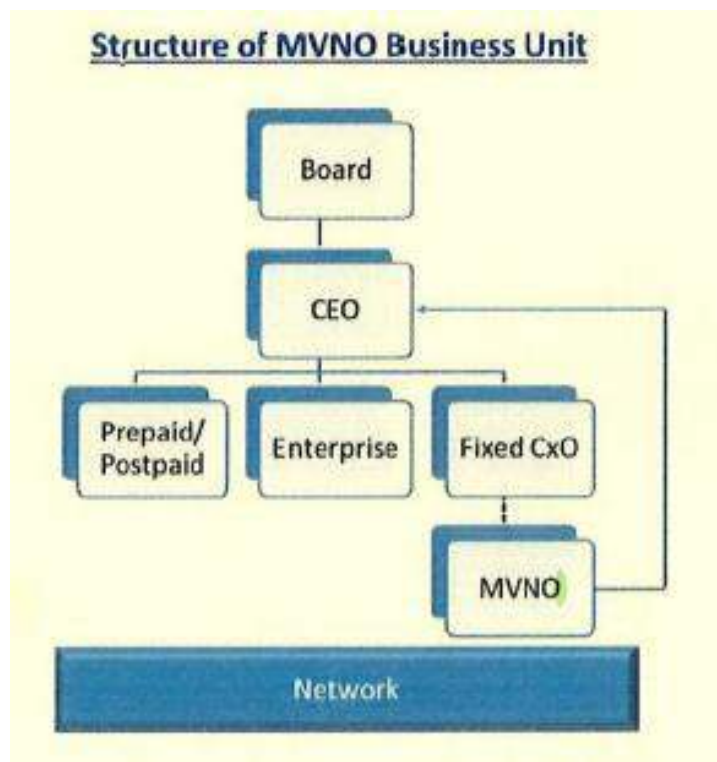 Structure of MVNO Business Unit
Board
CEO
Prepaid/
Postpaid
Enterprise
Fixed CxO
MVNO
Network